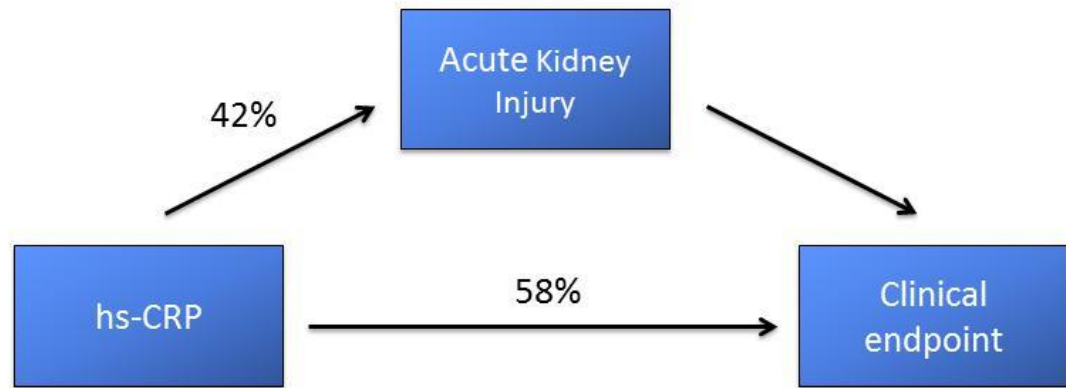 Acute Kidney
Injury
42%
hs-CRP
58%
Clinical
endpoint